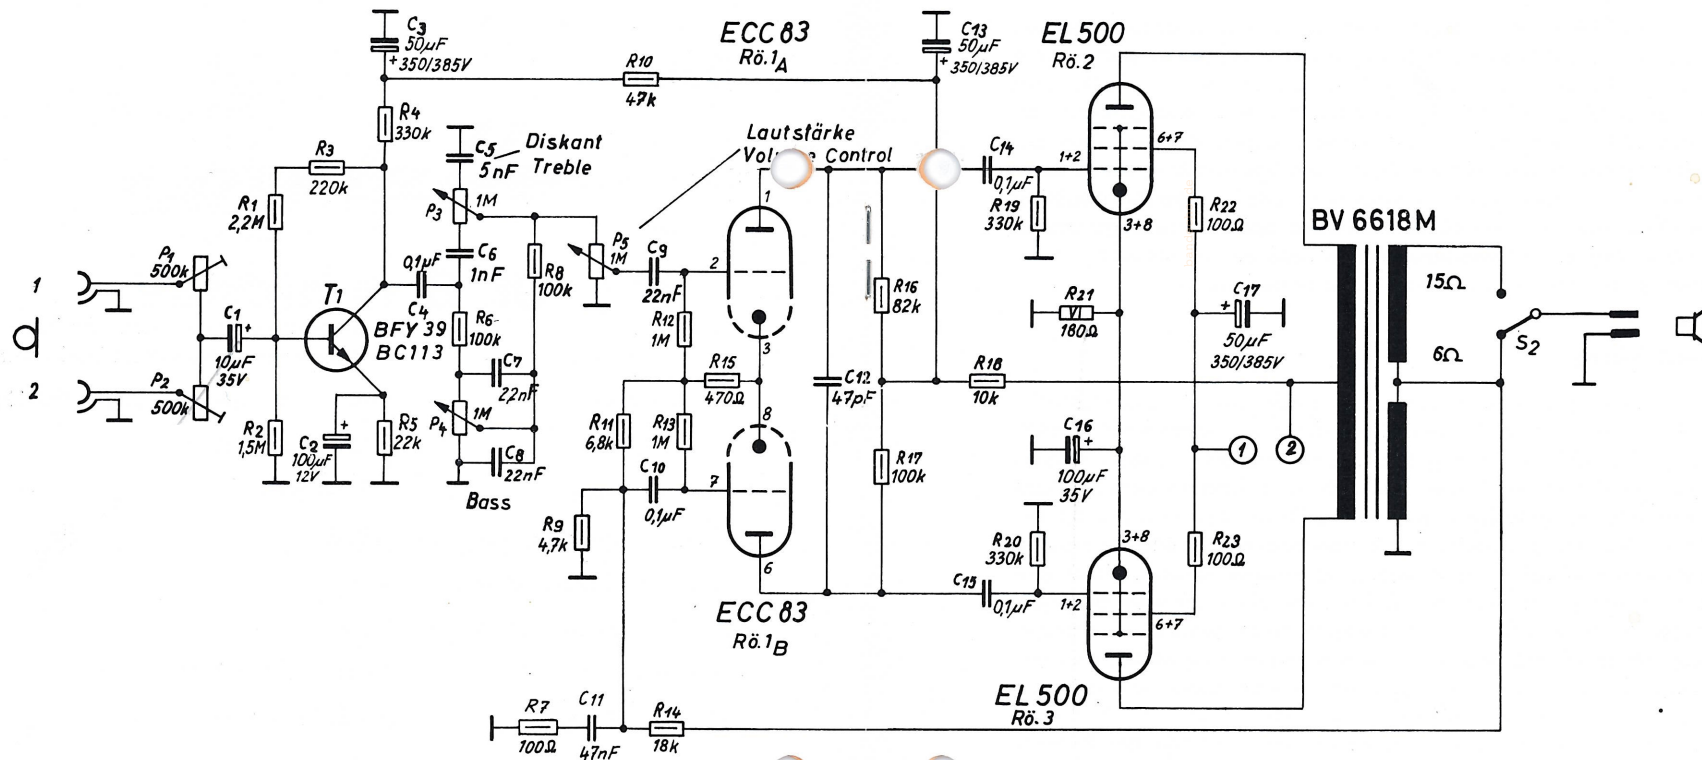 C3
50µF
+ 350/385V
R10
47k
ECC 83
Rö.1A
C13
50µF
+ 350/385V
EL 500
Rö.2
R4
330k
R3
220k
C5
5nF
Diskant
Treble
Lautstärke
Control
C14
0,1µF
1+2
6+7
R1
2,2M
P3
1M
1
R19
330k
3+8
R22
100Ω
BV 6618 M
P1
500k
0,1µF
C4
C6
1nF
R8
100k
P5
1M
C9
22nF
2
R16
82k
1
15Ω
T1
BFY 39
BC 113
C1
+
10µF
35V
R6
100k
R12
1M
3
R21
180Ω
+
C17
50µF
350/385V
S2
6Ω
2
P2
500k
C7
2,2nF
R15
470Ω
C12
47pF
R18
10k
R2
1,5M
+
C2
100µF
12V
R5
22k
P4
1M
R11
6,8k
R13
1M
8
C8
22nF
Bass
C10
0,1µF
7
R17
100k
C16
+
100µF
35V
1
2
R9
4,7k
6
R20
330k
3+8
R23
100Ω
C15
0,1µF
1+2
6+7
ECC 83
Rö.1B
EL 500
Rö.3
R7
100Ω
C11
47nF
R14
18k